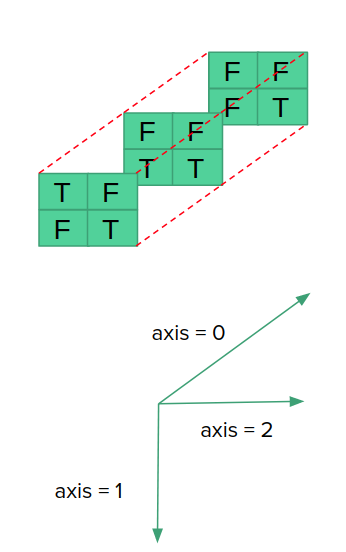 F F
F T
F F
T T
T F
F T
axis = 0
axis = 2
axis = 1